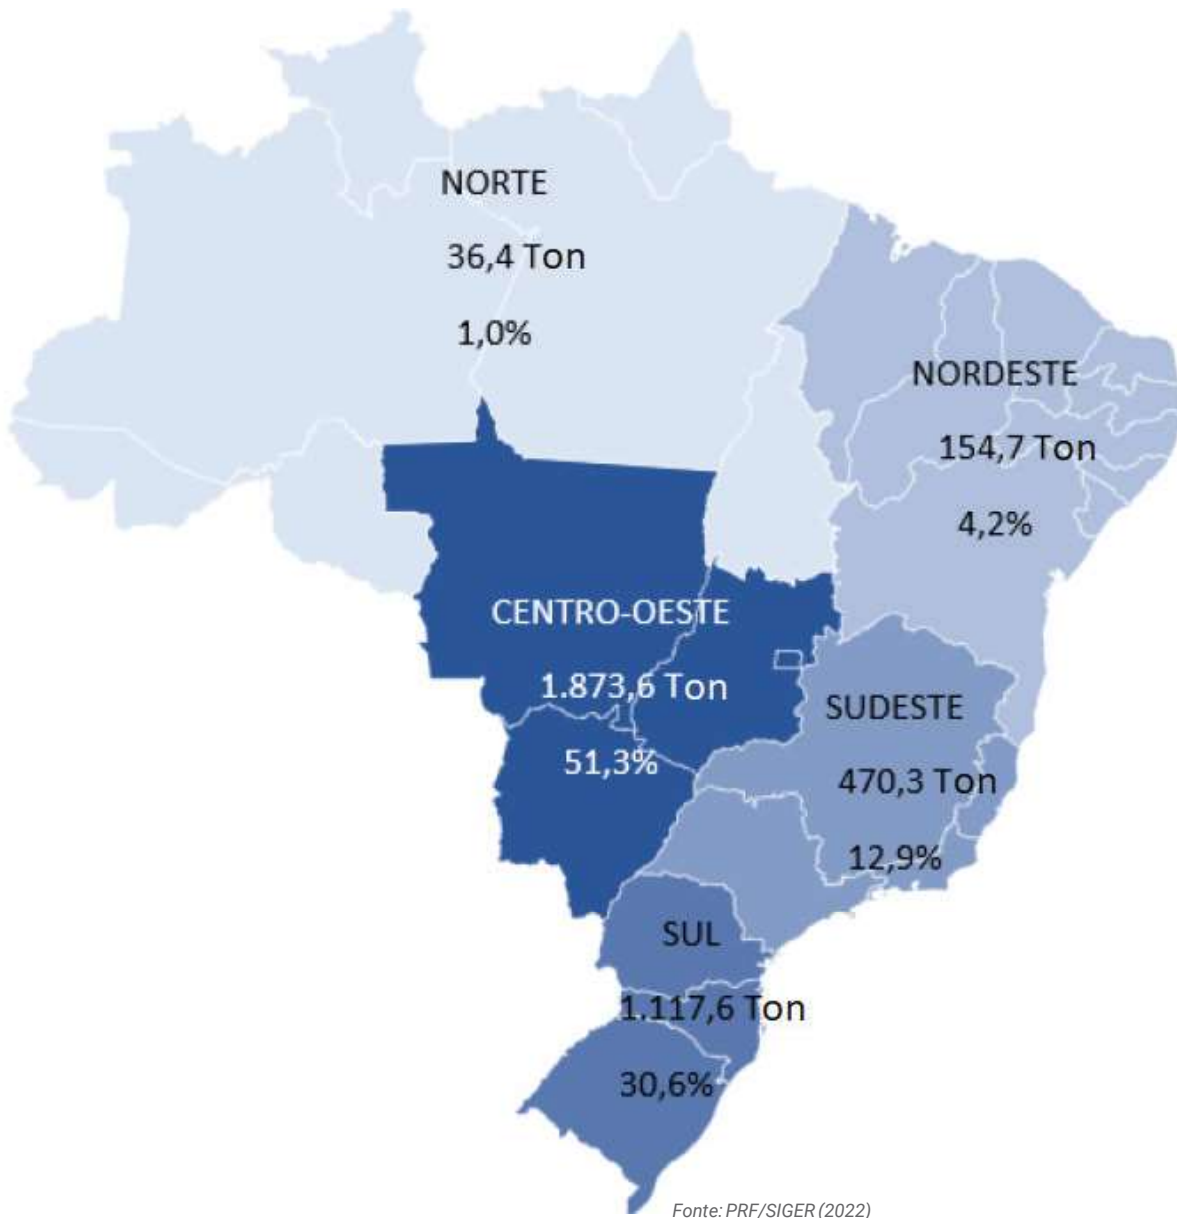 NORTE
36,4 Ton
1,0%
NORDESTE
154,7 Ton
4,2%
CENTRO-OESTE
1.873,6 Ton
51,3%
SUDESTE
470,3 Ton
12,9%
SUL
1.117,6 Ton
30,6%
Fonte: PRF/SIGER (2022)